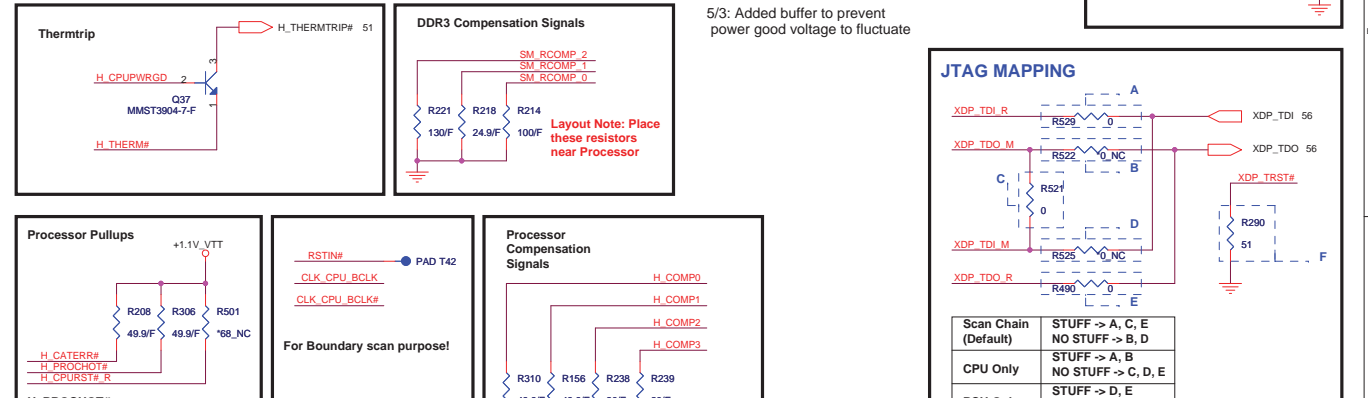 Thermtrip
H_THERMTRIP# 51
H_CPUPWRGD 2
3
1
Q37
MMST3904-7-F
H_THERM#
DDR3 Compensation Signals
SM_RCOMP_2
SM_RCOMP_1
SM_RCOMP_0
R221 R218 R214
130/F 24.9/F 100/F
Layout Note: Place
these resistors
near Processor
5/3: Added buffer to prevent
power good voltage to fluctuate
Processor Pullups
+1.1V_VTT
R208 R306 R501
49.9/F 49.9/F *68_NC
H_CATERR#
H_PROCHOT#
H_CPURST#_R
RSTIN# PAD T42
CLK_CPU_BCLK
CLK_CPU_BCLK#
For Boundary scan purpose!
Processor
Compensation
Signals
H_COMP0
H_COMP1
H_COMP2
H_COMP3
R310 R156 R238 R239
JTAG MAPPING
A
XDP_TDI_R
R529 0
XDP_TDI 56
XDP_TDO_M
R522 *0_NC
XDP_TDO 56
B
C
R521
0
XDP_TRST#
R290
51
F
D
XDP_TDI_M
R525 *0_NC
XDP_TDO_R
R490 0
E
Scan Chain STUFF -> A, C, E
(Default) NO STUFF -> B, D
CPU Only STUFF -> A, B
NO STUFF -> C, D, E
STUFF -> D, E